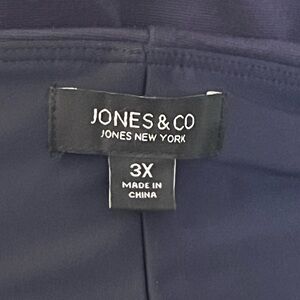 JONES & CO
JONES NEW YORK
3X
MADE IN
CHINA